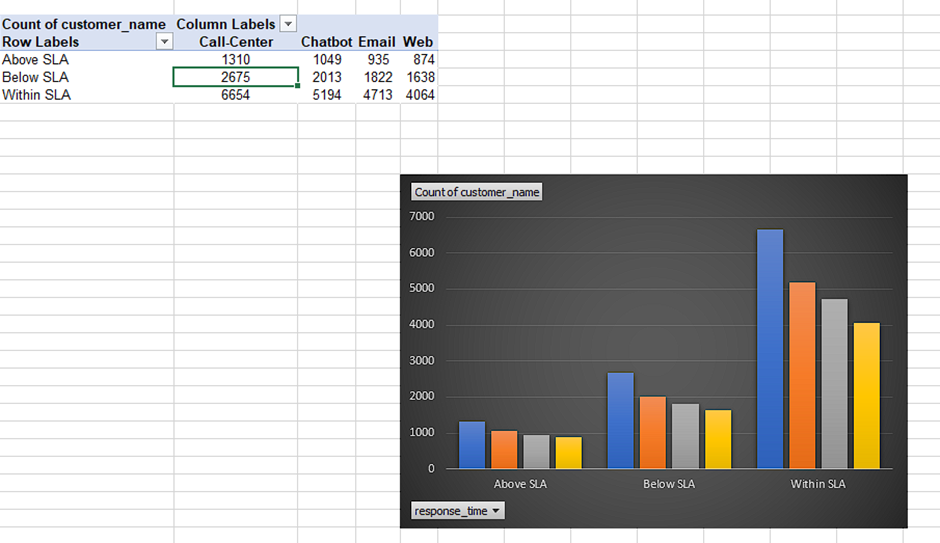 Count of customer_name Column Labels
Row Labels Call-Center Chatbot Email Web
Above SLA 1310 1049 935 874
Below SLA 2675 2013 1822 1638
Within SLA 6654 5194 4713 4064
Count of customer_name
7000
6000
5000
4000
3000
2000
1000
0
Above SLA Below SLA Within SLA
response_time